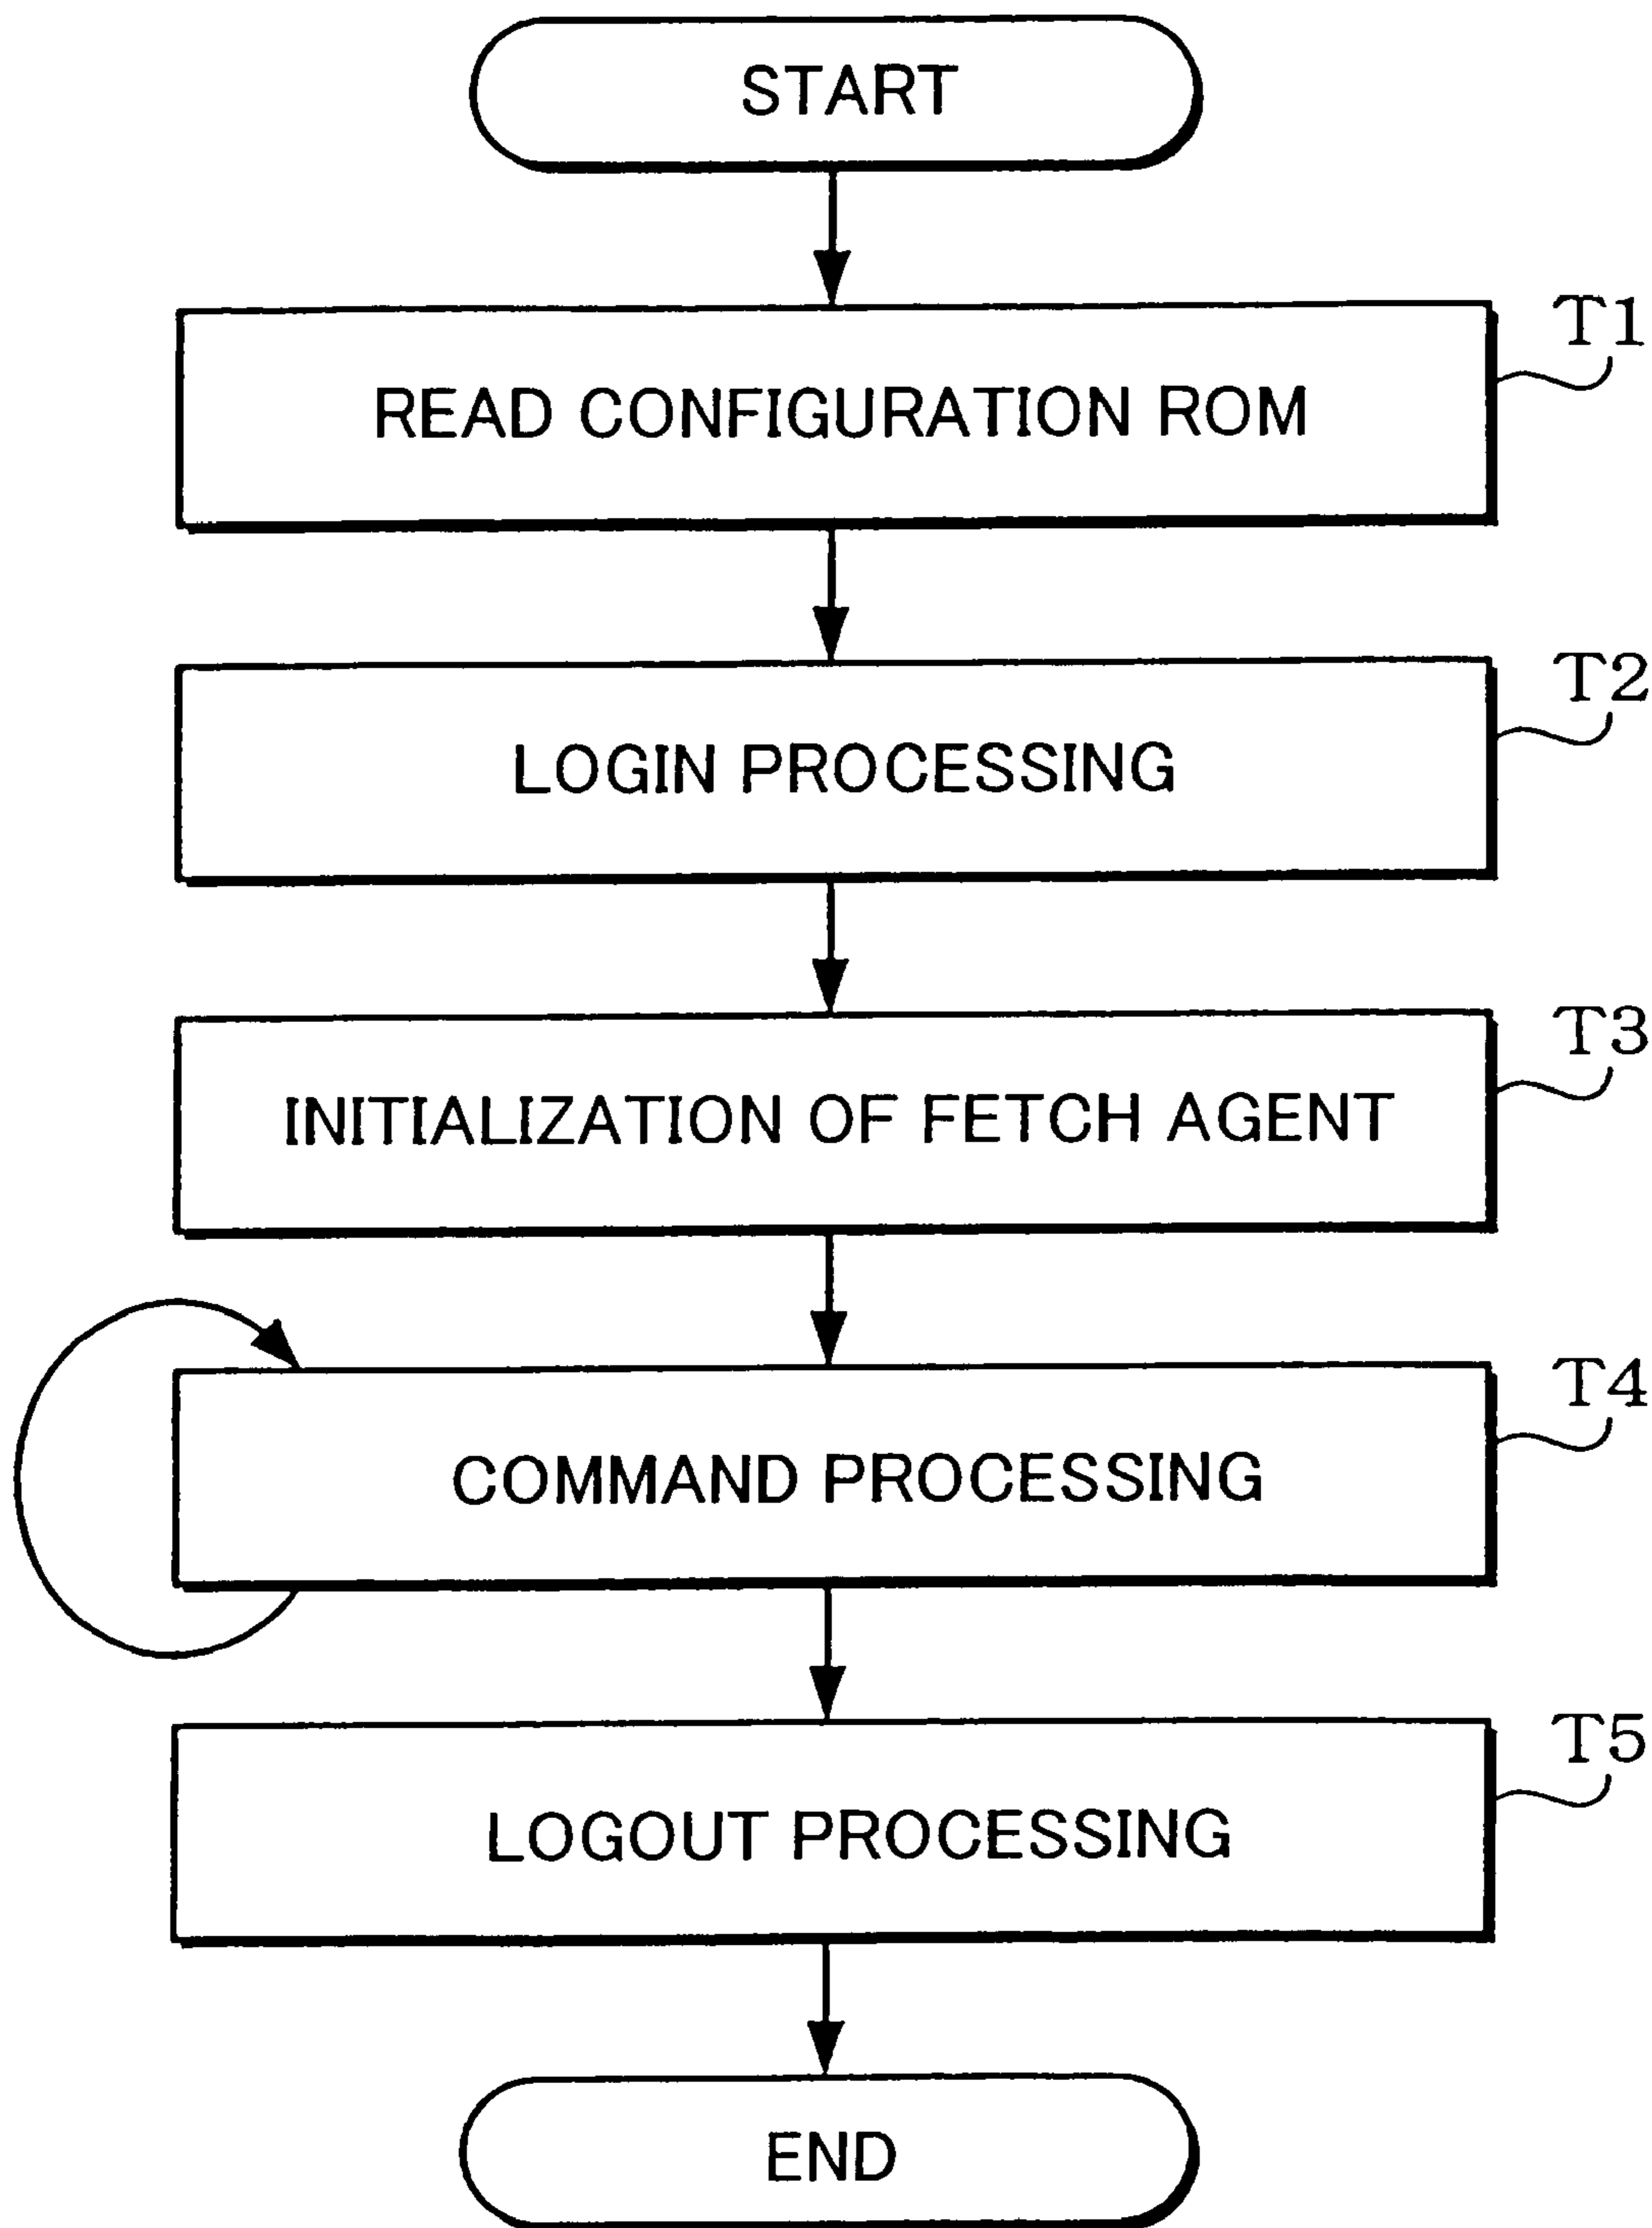 START
T1
READ CONFIGURATION ROM
T2
LOGIN PROCESSING
T3
INITIALIZATION OF FETCH AGENT
T4
COMMAND PROCESSING
T5
LOGOUT PROCESSING
END